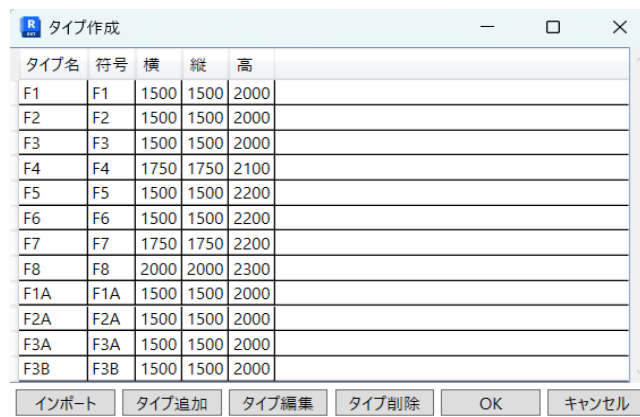 タイプ作成
タイプ名 符号 横 縦 高
F1 F1 1500 1500 2000
F2 F2 1500 1500 2000
F3 F3 1500 1500 2000
F4 F4 1750 1750 2100
F5 F5 1500 1500 2200
F6 F6 1500 1500 2200
F7 F7 1750 1750 2200
F8 F8 2000 2000 2300
F1A F1A 1500 1500 2000
F2A F2A 1500 1500 2000
F3A F3A 1500 1500 2000
F3B F3B 1500 1500 2000
インポート タイプ追加 タイプ編集 タイプ削除 OK キャンセル